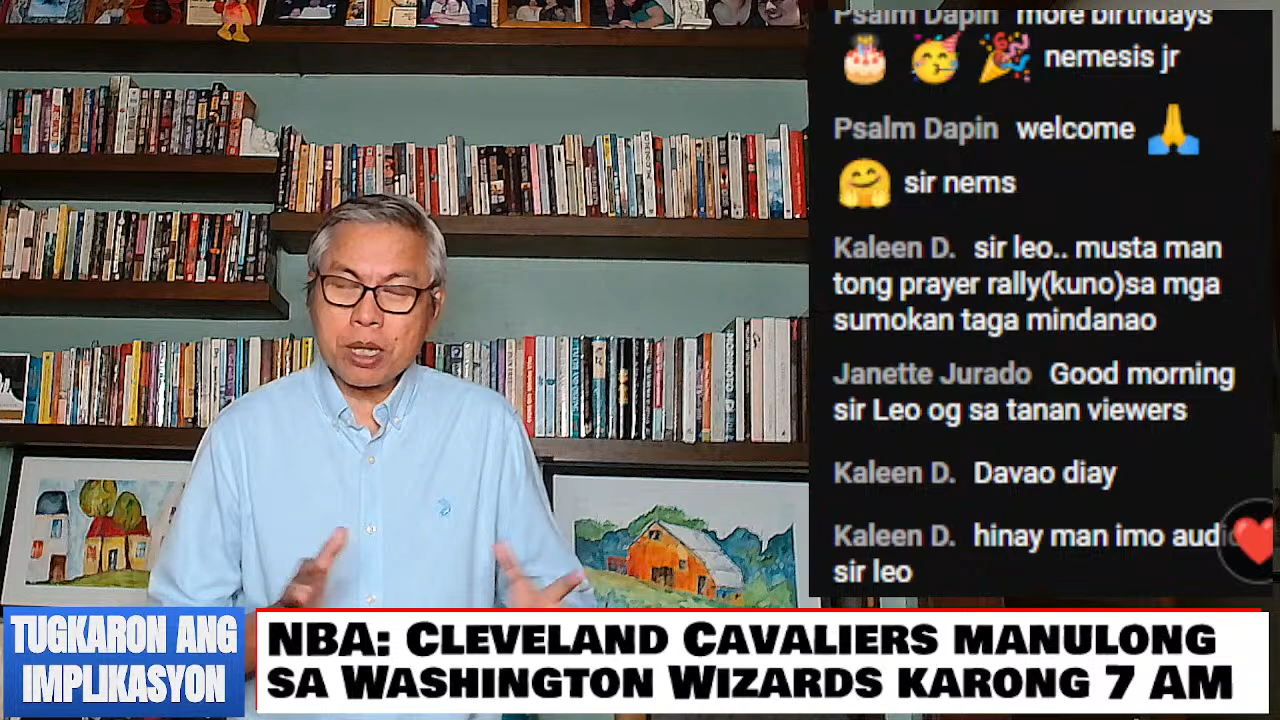 Psalm Dapin more birthdays
🎂 🥳 🎉 nemesis jr
Psalm Dapin welcome 🙏
🤗 sir nems
Kaleen D. sir leo.. musta man
tong prayer rally(kuno)sa mga
sumokan taga mindanao
Janette Jurado Good morning
sir Leo og sa tanan viewers
Kaleen D. Davao diay
Kaleen D. hinay man imo audio
sir leo
TUGKARON ANG
IMPLIKASYON
NBA: CLEVELAND CAVALIERS MANULONG
SA WASHINGTON WIZARDS KARONG 7 AM